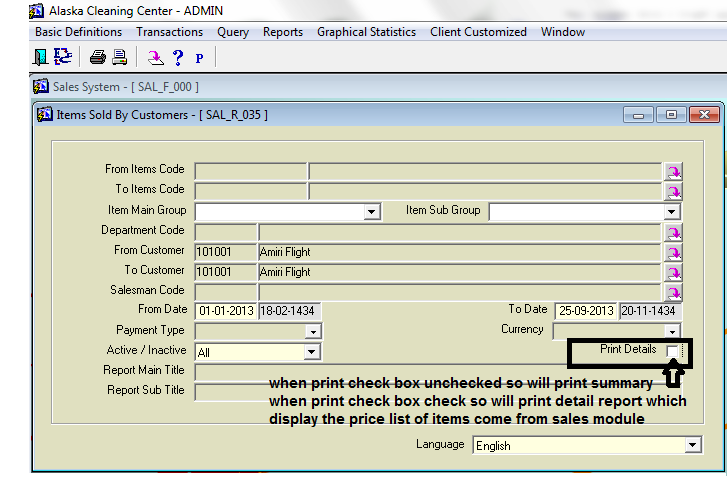 Alaska Cleaning Center - ADMIN
Basic Definitions Transactions Query Reports Graphical Statistics Client Customized Window
? P
Sales System - [ SAL_F_000 ]
Items Sold By Customers - [ SAL_R_035 ]
From Items Code
To Items Code
Item Main Group Item Sub Group
Department Code
From Customer 101001 Amiri Flight
To Customer 101001 Amiri Flight
Salesman Code
From Date 01-01-2013 18-02-1434 To Date 25-09-2013 20-11-1434
Payment Type Currency
Active / Inactive All Print Details
Report Main Title
when print check box unchecked so will print summary
Report Sub Title
when print check box check so will print detail report which
display the price list of items come from sales module
Language English